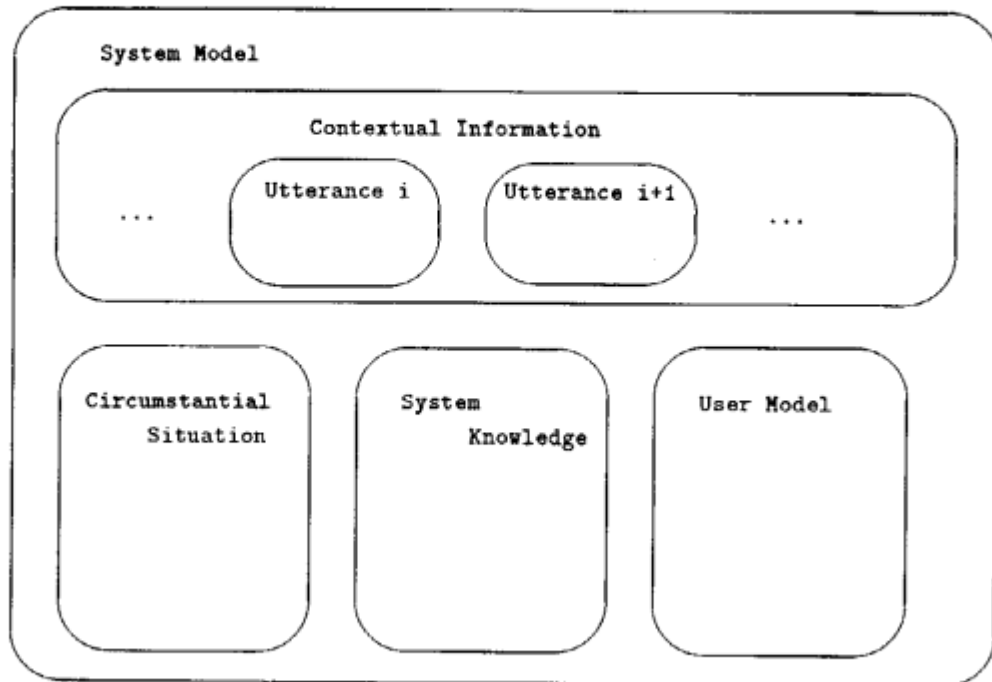 System Model
Contextual Information
Utterance i
Utterance i+1
...
...
Circumstantial
Situation
System
Knowledge
User Model